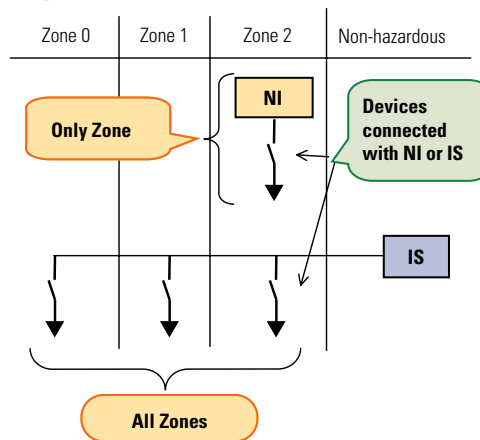 Zone 0 Zone 1 Zone 2 Non-hazardous
NI
Only Zone
Devices
connected
with NI or IS
IS
All Zones